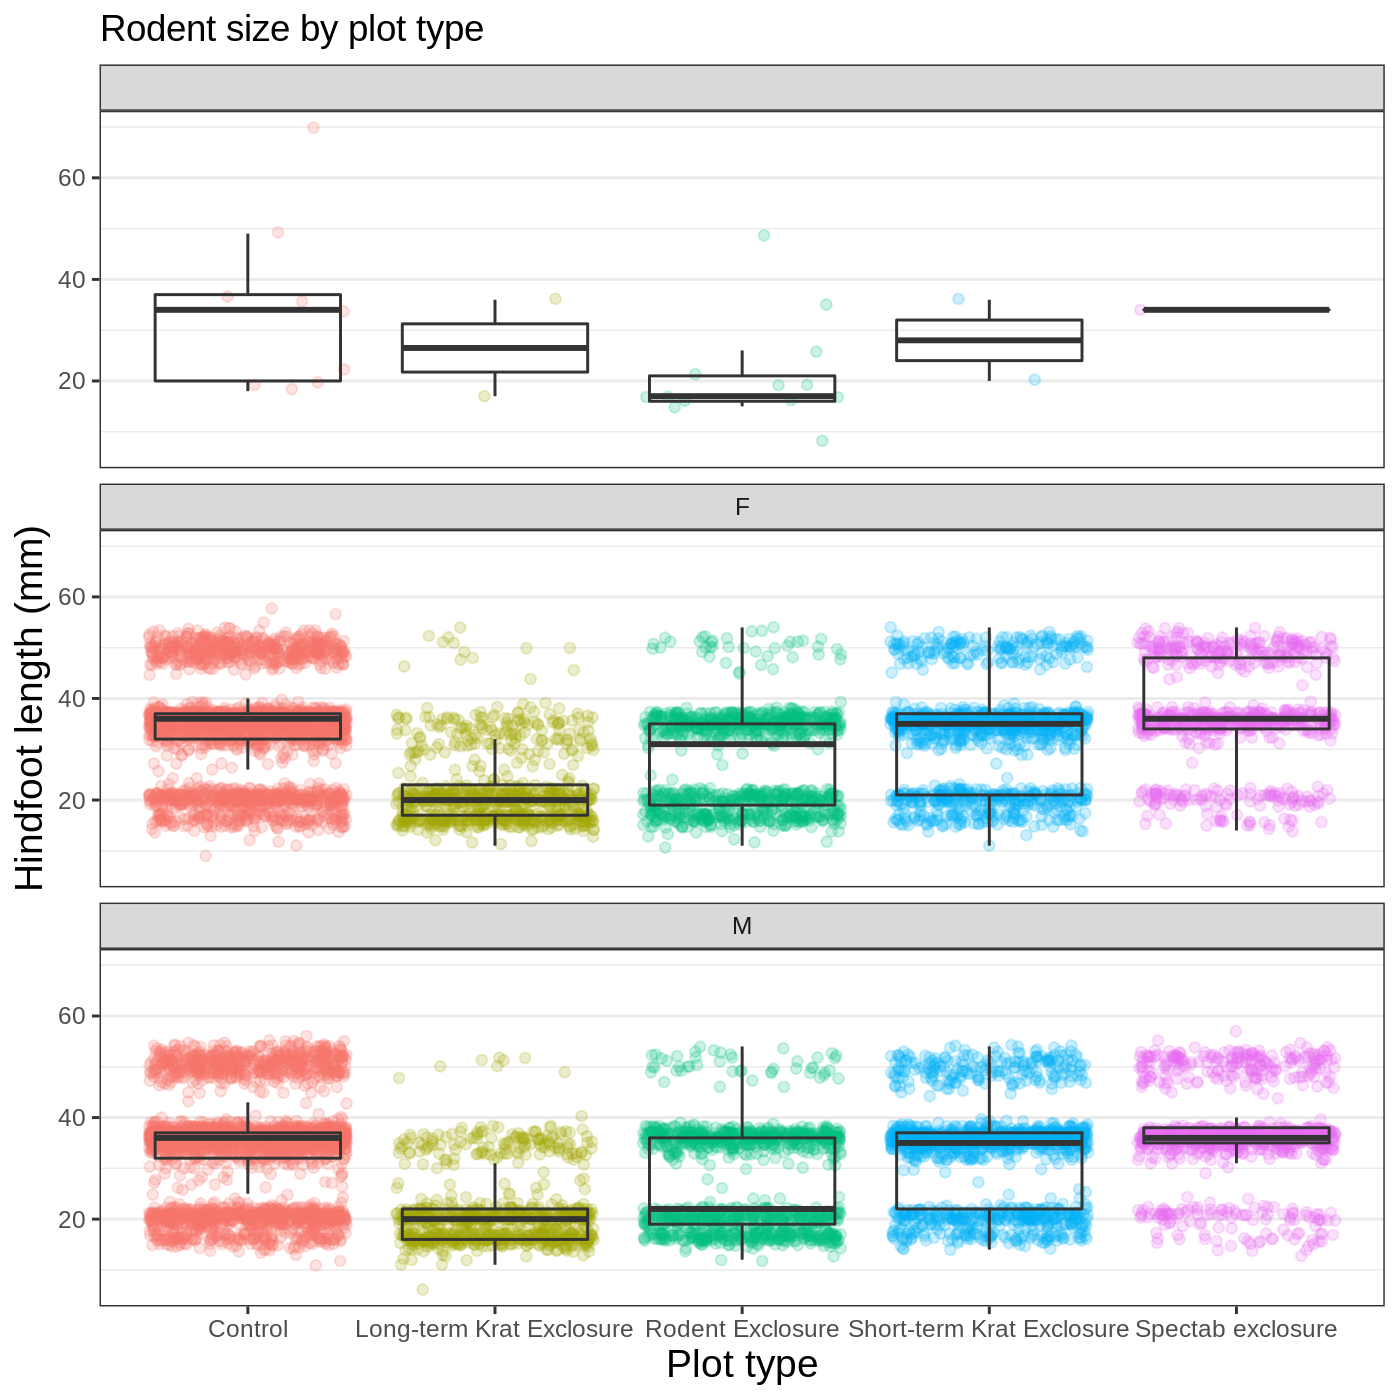 Rodent size by plot type
60
40
20
F
60
40
20
M
60
40
20
Hindfoot length (mm)
Control
Long-term Krat Exclosure
Rodent Exclosure
Short-term Krat Exclosure
Spectab exclosure
Plot type